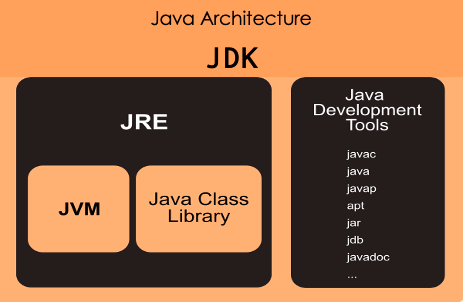 Java Architecture
JDK
JRE
JVM
Java Class
Library
Java
Development
Tools
javac
java
javap
apt
jar
jdb
javadoc
...